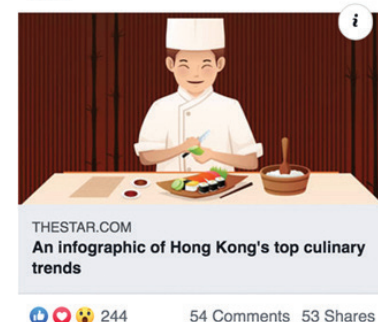 i
THESTAR.COM
An infographic of Hong Kong's top culinary
trends
244 54 Comments 53 Shares